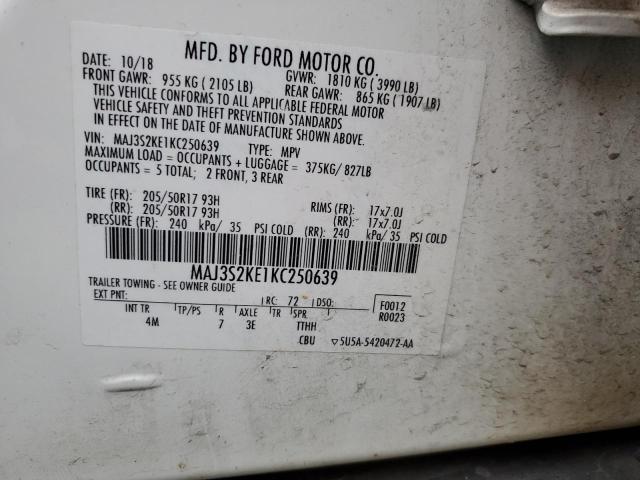 MFD. BY FORD MOTOR CO.
DATE: 10/18 GVWR: 1810 KG ( 3990 LB)
FRONT GAWR: 955 KG ( 2105 LB) REAR GAWR: 865 KG ( 1907 LB)
THIS VEHICLE CONFORMS TO ALL APPLICABLE FEDERAL MOTOR
VEHICLE SAFETY AND THEFT PREVENTION STANDARDS
IN EFFECT ON THE DATE OF MANUFACTURE SHOWN ABOVE.
VIN: MAJ3S2KE1KC250639 TYPE: MPV
MAXIMUM LOAD = OCCUPANTS + LUGGAGE = 375KG/ 827LB
OCCUPANTS = 5 TOTAL; 2 FRONT, 3 REAR
TIRE (FR): 205/50R17 93H RIMS (FR): 17x7.0J
(RR): 205/50R17 93H (RR): 17x7.0J
PRESSURE (FR): 240 kPa/ 35 PSI COLD (RR): 240 kPa/ 35 PSI COLD
MAJ3S2KE1KC250639
TRAILER TOWING - SEE OWNER GUIDE
EXT PNT: RC: 72 DSO: F0012
R0023
INT TR TP/PS R AXLE TR SPR
4M 7 3E TTHH
CBU ▽5U5A-5420472-AA